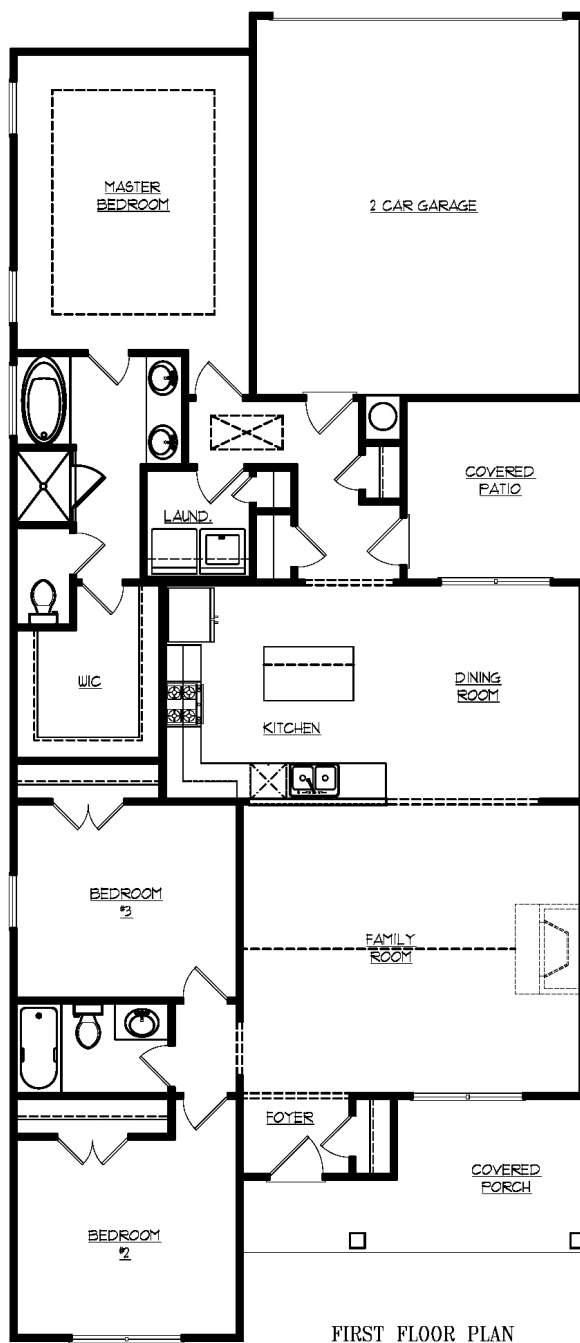 MASTER
BEDROOM
2 CAR GARAGE
COVERED
PATIO
LAUND.
WIC
DINING
ROOM
KITCHEN
BEDROOM
#3
FAMILY
ROOM
FOYER
COVERED
PORCH
BEDROOM
#2
FIRST FLOOR PLAN